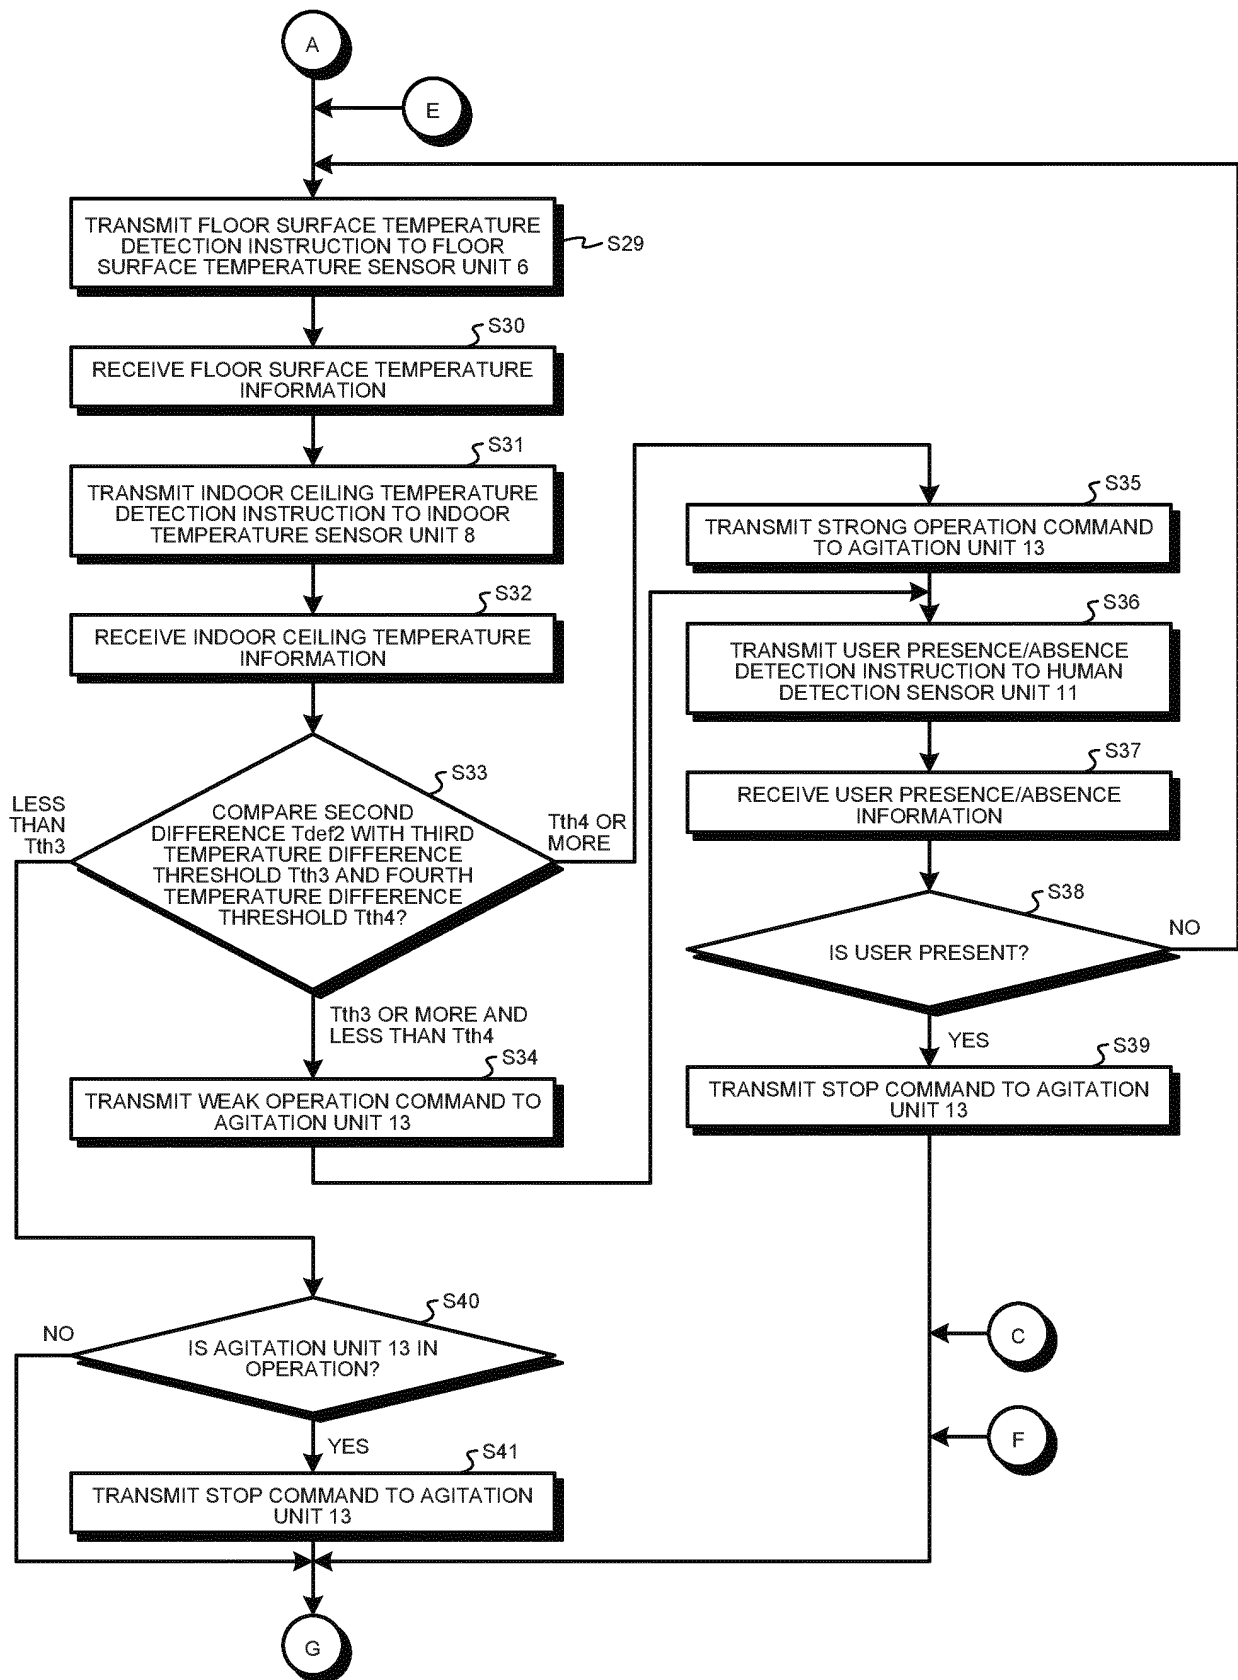 A
E
TRANSMIT FLOOR SURFACE TEMPERATURE
DETECTION INSTRUCTION TO FLOOR
SURFACE TEMPERATURE SENSOR UNIT 6
S29
S30
RECEIVE FLOOR SURFACE TEMPERATURE
INFORMATION
S31
TRANSMIT INDOOR CEILING TEMPERATURE
DETECTION INSTRUCTION TO INDOOR
TEMPERATURE SENSOR UNIT 8
S32
RECEIVE INDOOR CEILING TEMPERATURE
INFORMATION
S33
COMPARE SECOND
DIFFERENCE Tdef2 WITH THIRD
TEMPERATURE DIFFERENCE
THRESHOLD Tth3 AND FOURTH
TEMPERATURE DIFFERENCE
THRESHOLD Tth4?
LESS
THAN
Tth3
Tth4 OR
MORE
Tth3 OR MORE AND
LESS THAN Tth4
S34
TRANSMIT WEAK OPERATION COMMAND TO
AGITATION UNIT 13
S35
TRANSMIT STRONG OPERATION COMMAND
TO AGITATION UNIT 13
S36
TRANSMIT USER PRESENCE/ABSENCE
DETECTION INSTRUCTION TO HUMAN
DETECTION SENSOR UNIT 11
S37
RECEIVE USER PRESENCE/ABSENCE
INFORMATION
S38
IS USER PRESENT?
NO
YES
S39
TRANSMIT STOP COMMAND TO AGITATION
UNIT 13
S40
IS AGITATION UNIT 13 IN
OPERATION?
NO
YES
S41
TRANSMIT STOP COMMAND TO AGITATION
UNIT 13
C
F
G